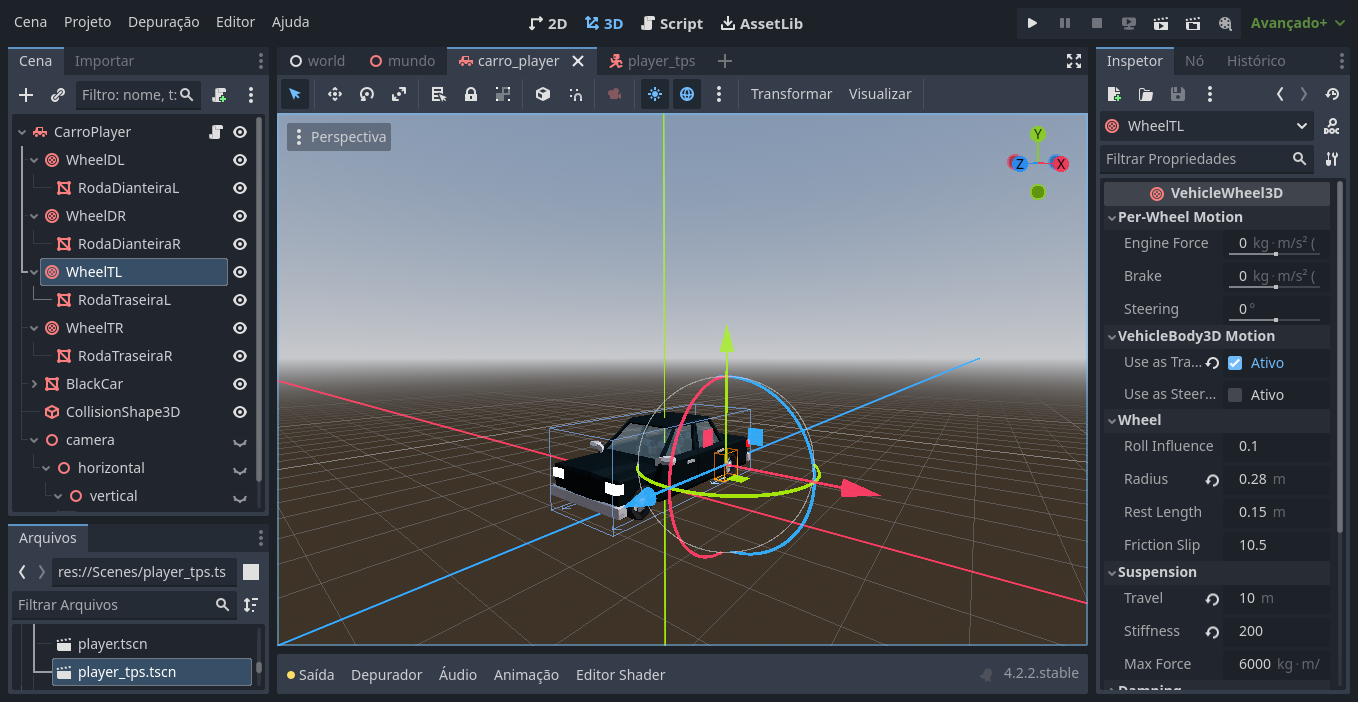 Cena Projeto Depuração Editor Ajuda
2D 3D Script AssetLib
Avançado+
Cena Importar
Filtro: nome, t:
CarroPlayer
WheelDL
RodaDianteiraL
WheelDR
RodaDianteiraR
WheelTL
RodaTraseiraL
WheelTR
RodaTraseiraR
BlackCar
CollisionShape3D
camera
horizontal
vertical
Arquivos
res://Scenes/player_tps.ts
Filtrar Arquivos
player.tscn
player_tps.tscn
world mundo carro_player player_tps
Transformar Visualizar
Perspectiva
Y
Z X
Saída Depurador Áudio Animação Editor Shader
4.2.2.stable
Inspetor Nó Histórico
WheelTL
DOC
Filtrar Propriedades
VehicleWheel3D
Per-Wheel Motion
Engine Force 0 kg·m/s² (
Brake 0 kg·m/s² (
Steering 0 °
VehicleBody3D Motion
Use as Tra... Ativo
Use as Steer... Ativo
Wheel
Roll Influence 0.1
Radius 0.28 m
Rest Length 0.15 m
Friction Slip 10.5
Suspension
Travel 10 m
Stiffness 200
Max Force 6000 kg·m/
Damping